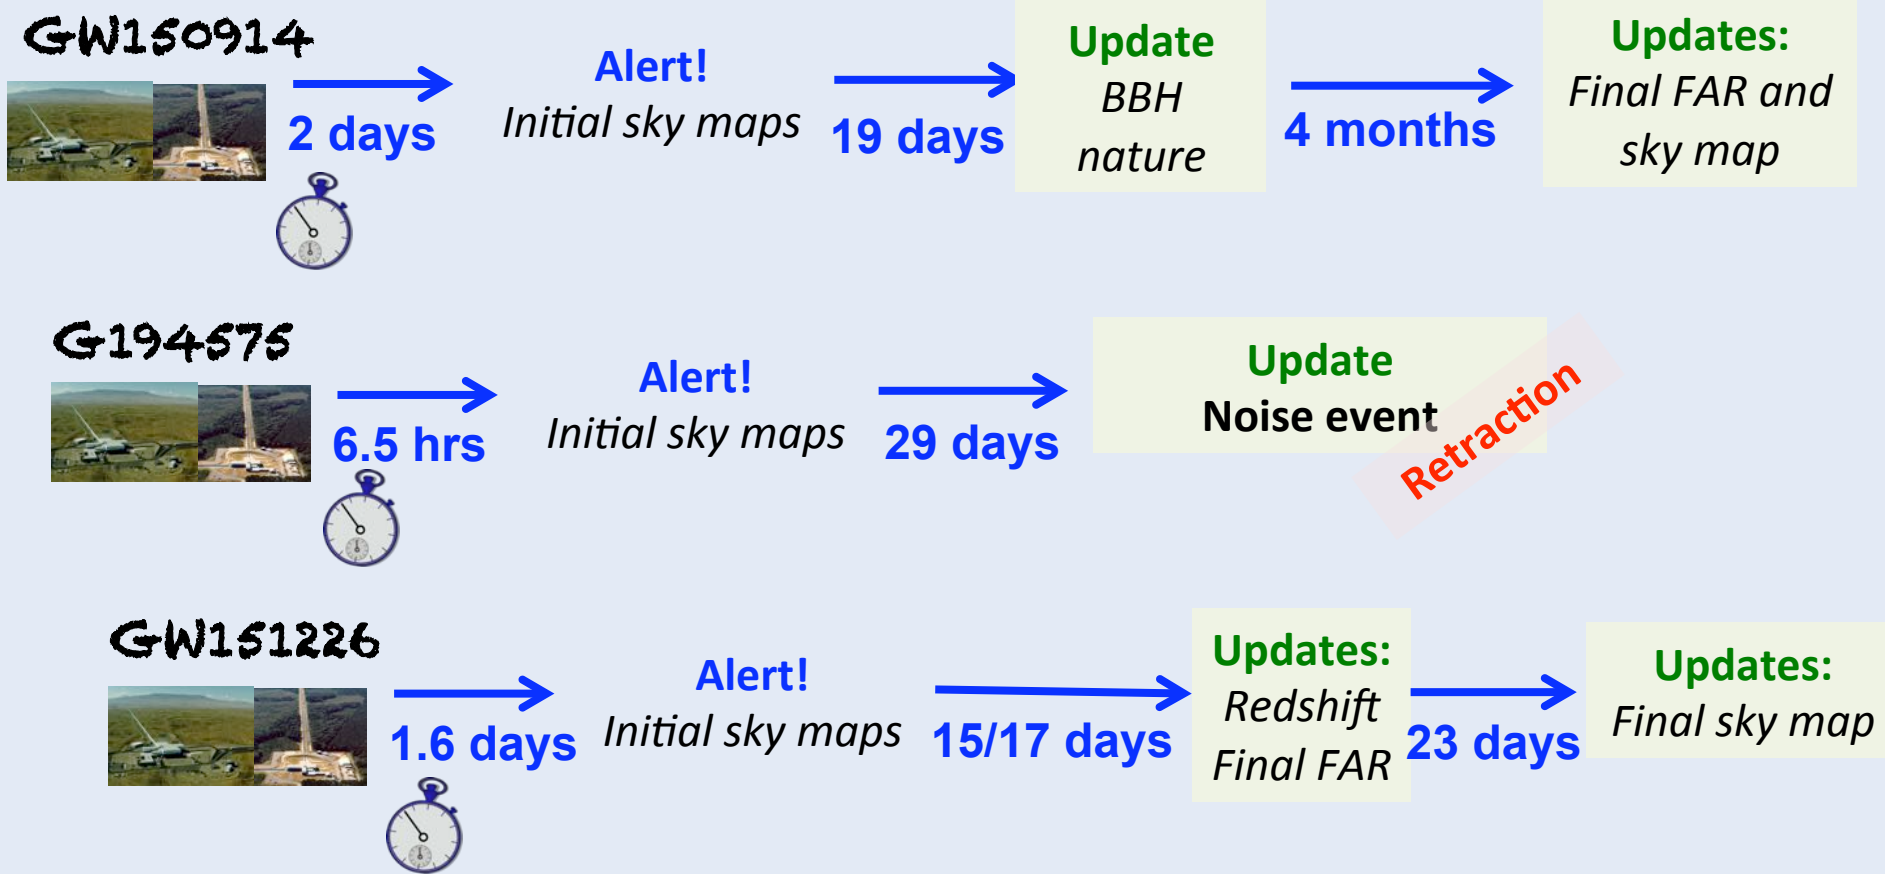 GW150914
2 days
Alert!
Initial sky maps
19 days
Update
BBH
nature
4 months
Updates:
Final FAR and
sky map
G194575
6.5 hrs
Alert!
Initial sky maps
29 days
Update
Noise event
Retraction
GW151226
1.6 days
Alert!
Initial sky maps
15/17 days
Updates:
Redshift
Final FAR
23 days
Updates:
Final sky map